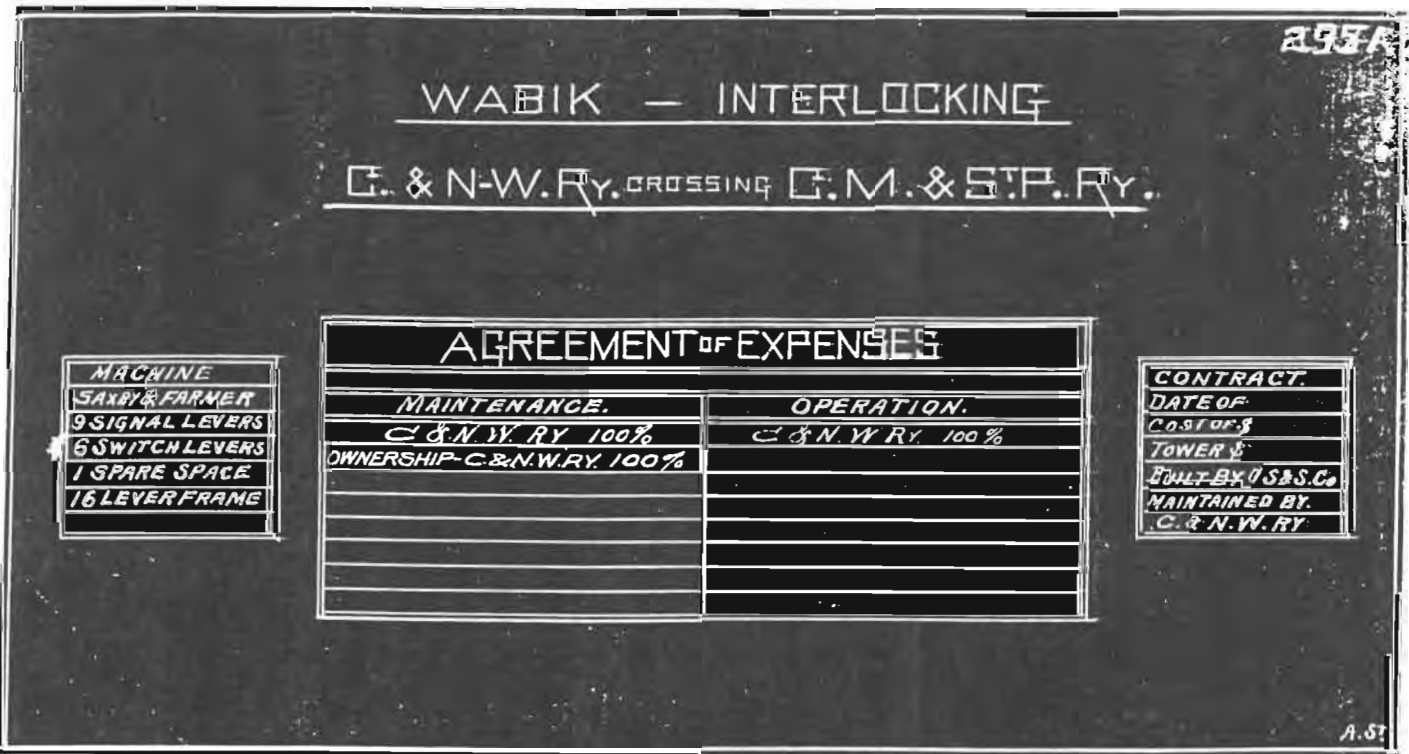 WABIK — INTERLOCKING
C. & N-W. RY. CROSSING C. M. & ST. P. RY.
AGREEMENT OF EXPENSES
MAINTENANCE.
C & N. W. RY 100%
OWNERSHIP-C.&N.W.RY. 100%
OPERATION.
C & N. W RY. 100%
MACHINE
SAXBY & FARMER
9 SIGNAL LEVERS
6 SWITCH LEVERS
1 SPARE SPACE
16 LEVER FRAME
CONTRACT.
DATE OF
COST OF $
TOWER $
BUILT BY U S & S. Co
MAINTAINED BY.
C. & N. W. RY
A. ST